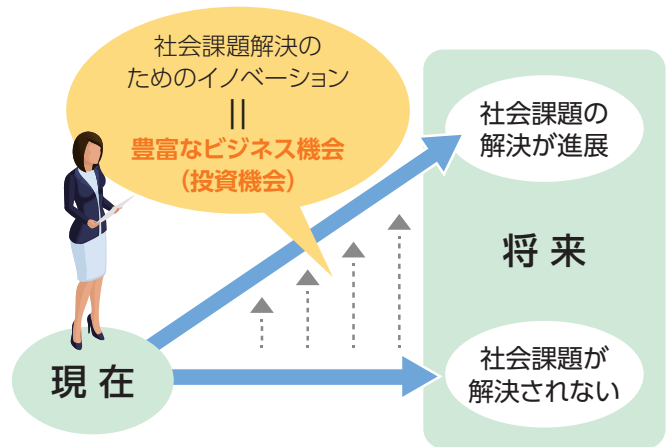 社会課題解決の
ためのイノベーション
||
豊富なビジネス機会
(投資機会)
社会課題の
解決が進展
将来
現在
社会課題が
解決されない